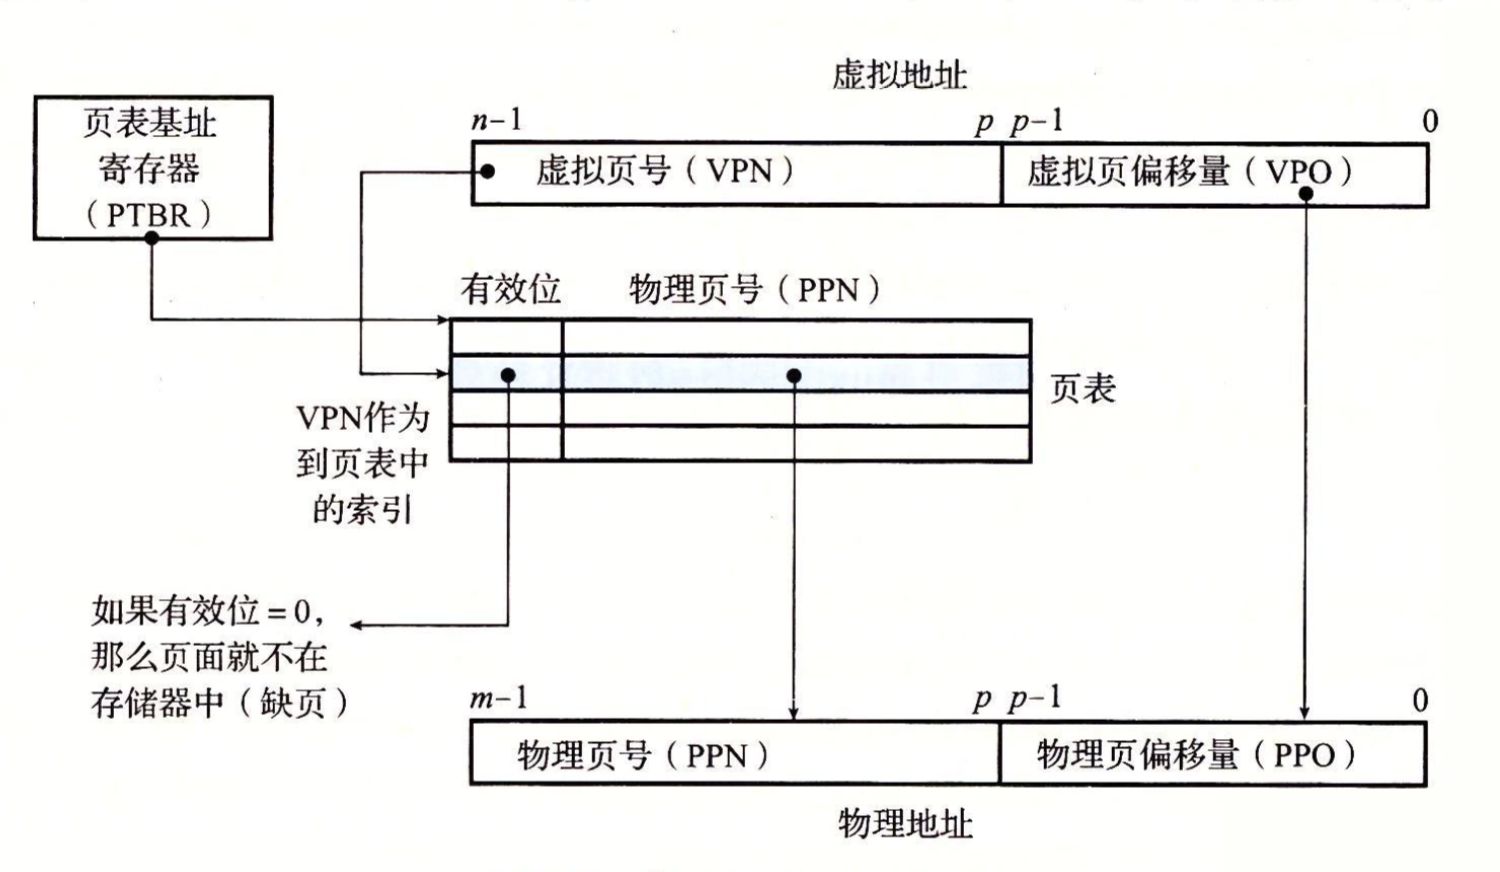 虚拟地址
n-1
p
p-1
0
页表基址
寄存器
（PTBR）
虚拟页号（VPN）
虚拟页偏移量（VPO）
有效位
物理页号（PPN）
页表
VPN作为
到页表中
的索引
如果有效位=0，
那么页面就不在
存储器中（缺页）
m-1
p
p-1
0
物理页号（PPN）
物理页偏移量（PPO）
物理地址